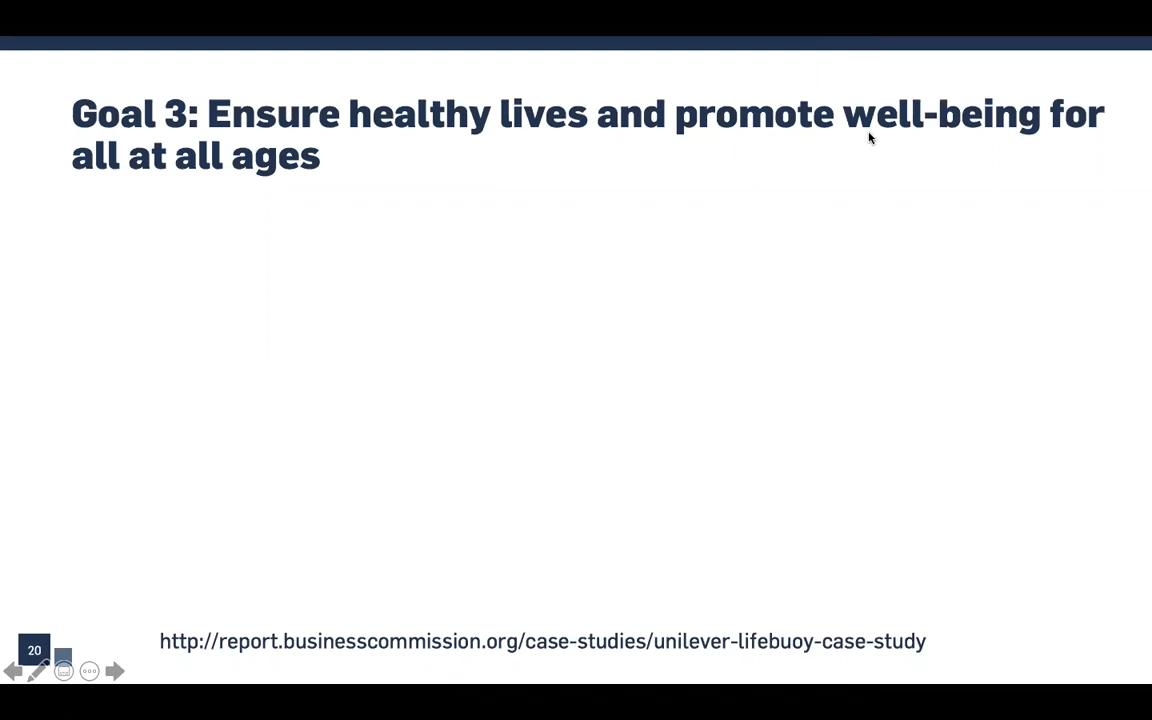 Goal 3: Ensure healthy lives and promote well-being for
all at all ages
http://report.businesscommission.org/case-studies/unilever-lifebuoy-case-study
20